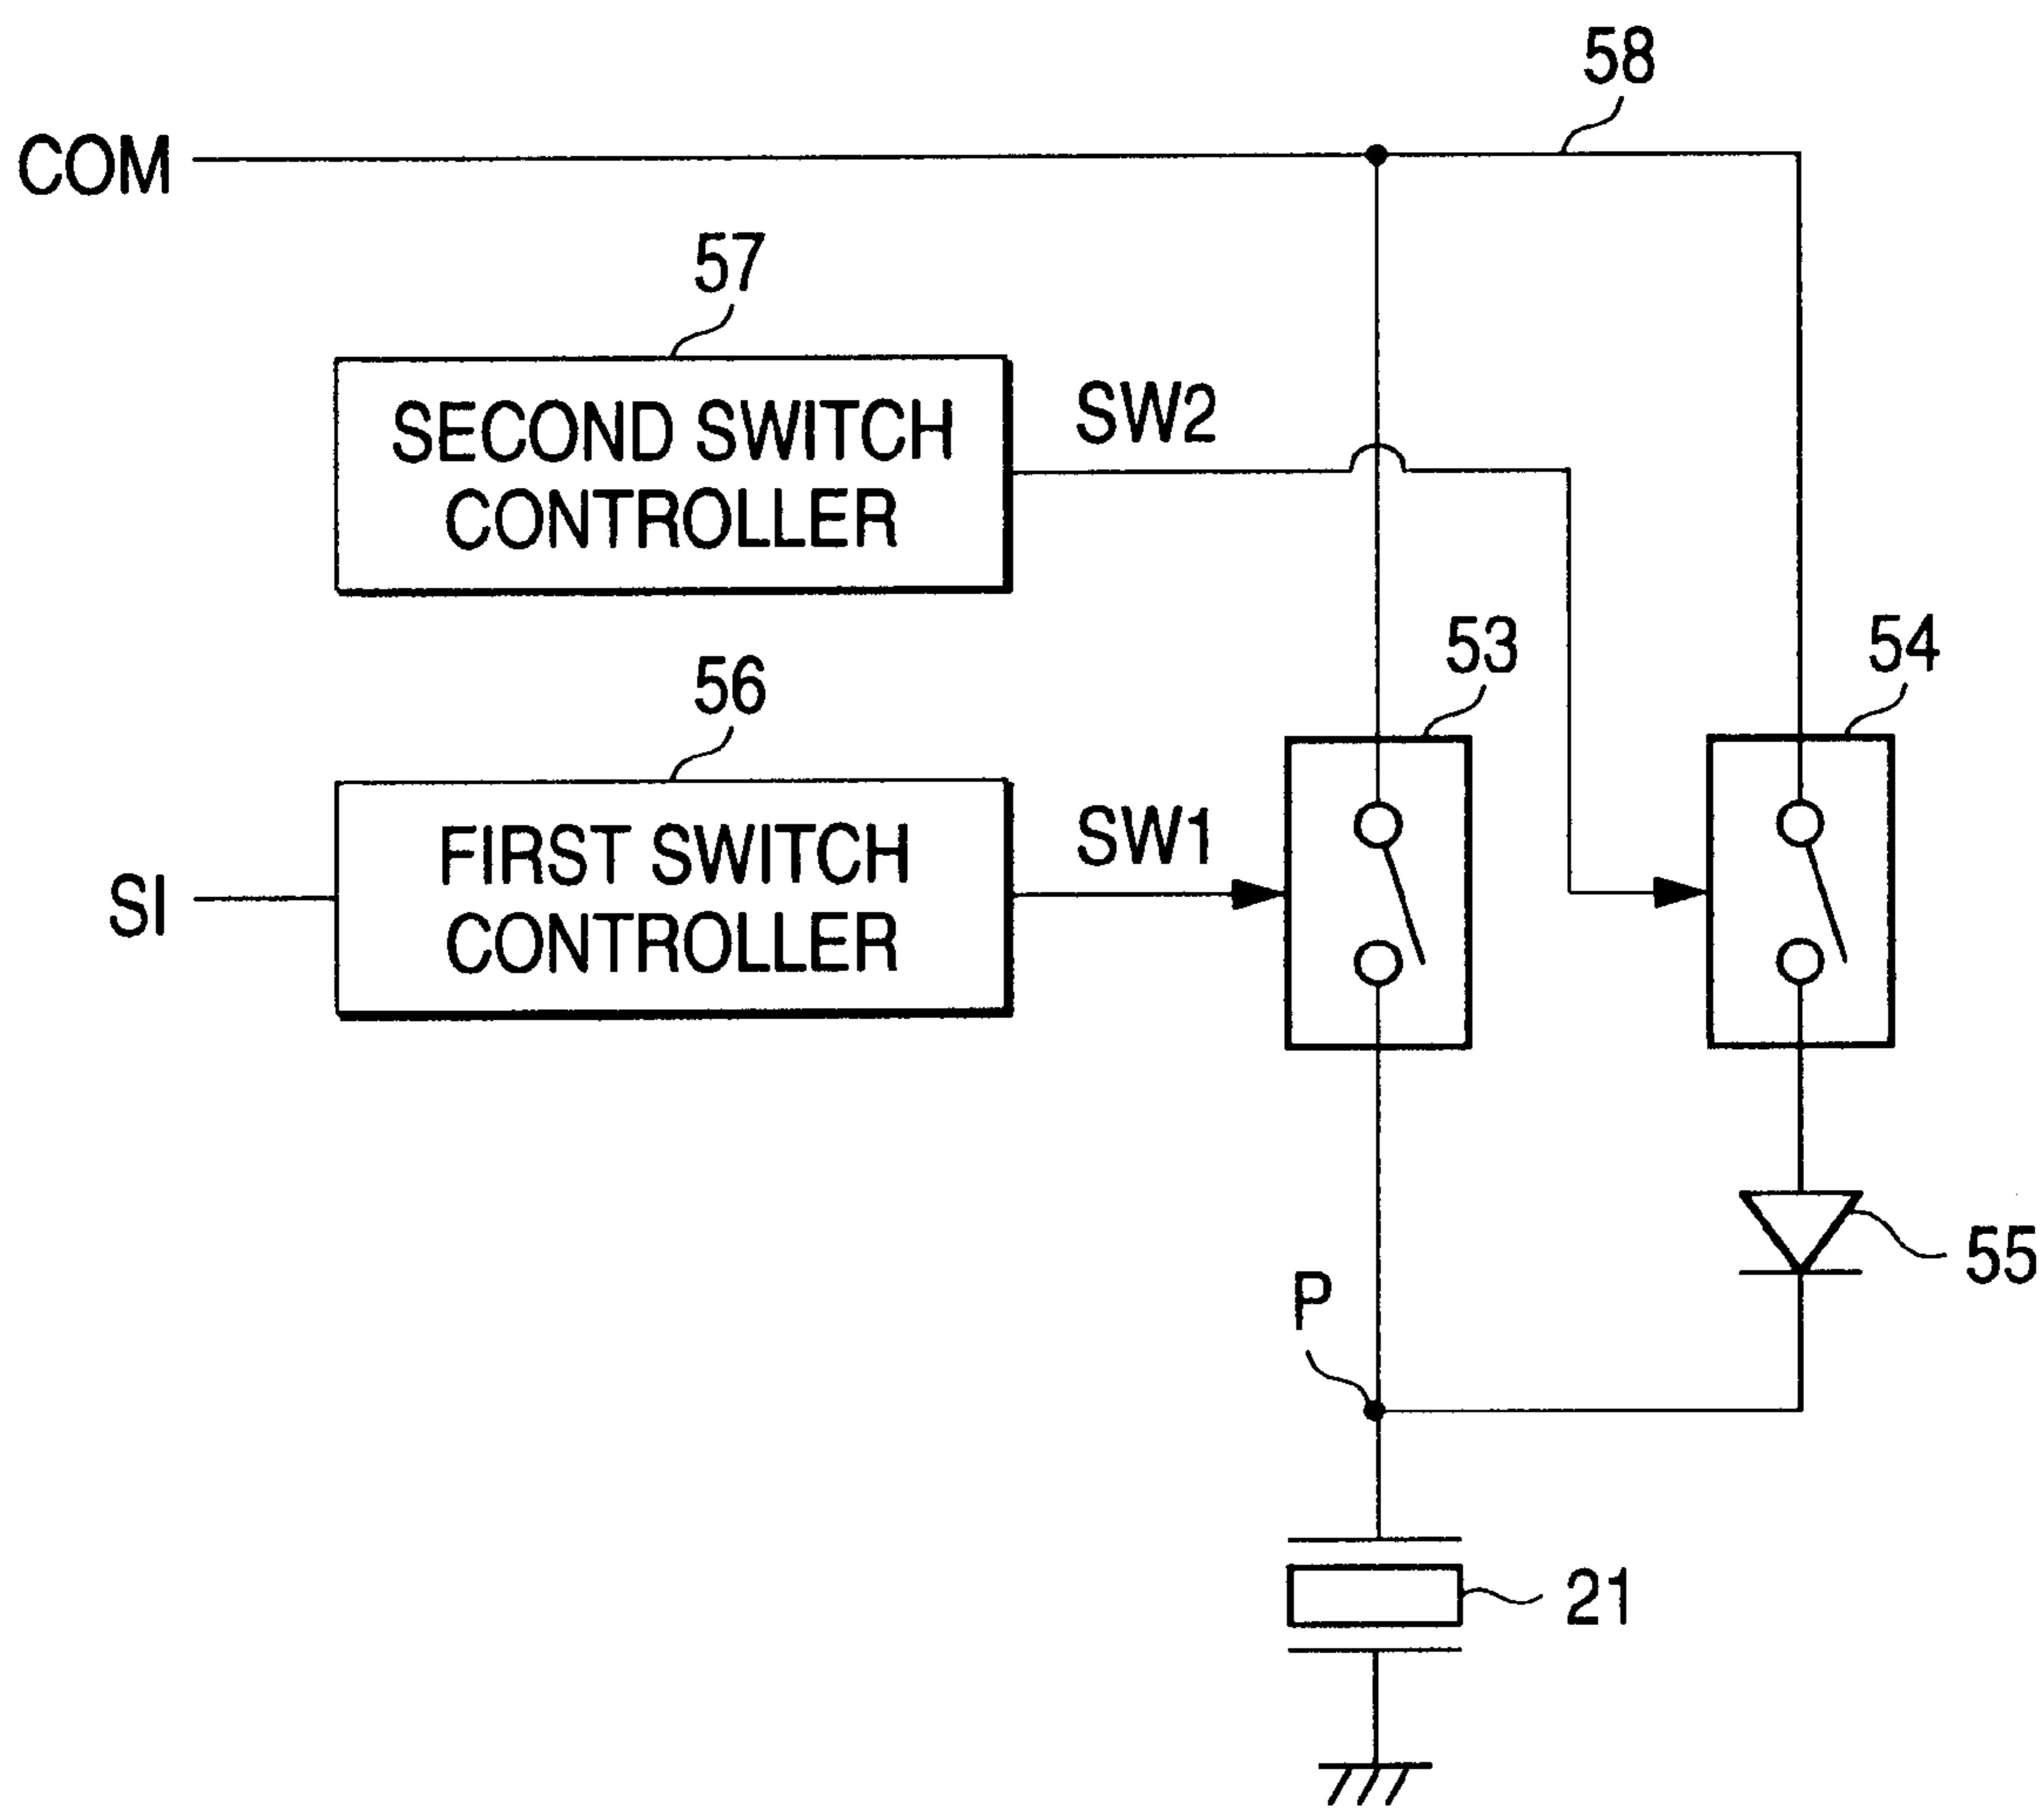 58
COM
57
SECOND SWITCH
CONTROLLER
SW2
53
54
56
FIRST SWITCH
CONTROLLER
SW1
SI
55
P
21